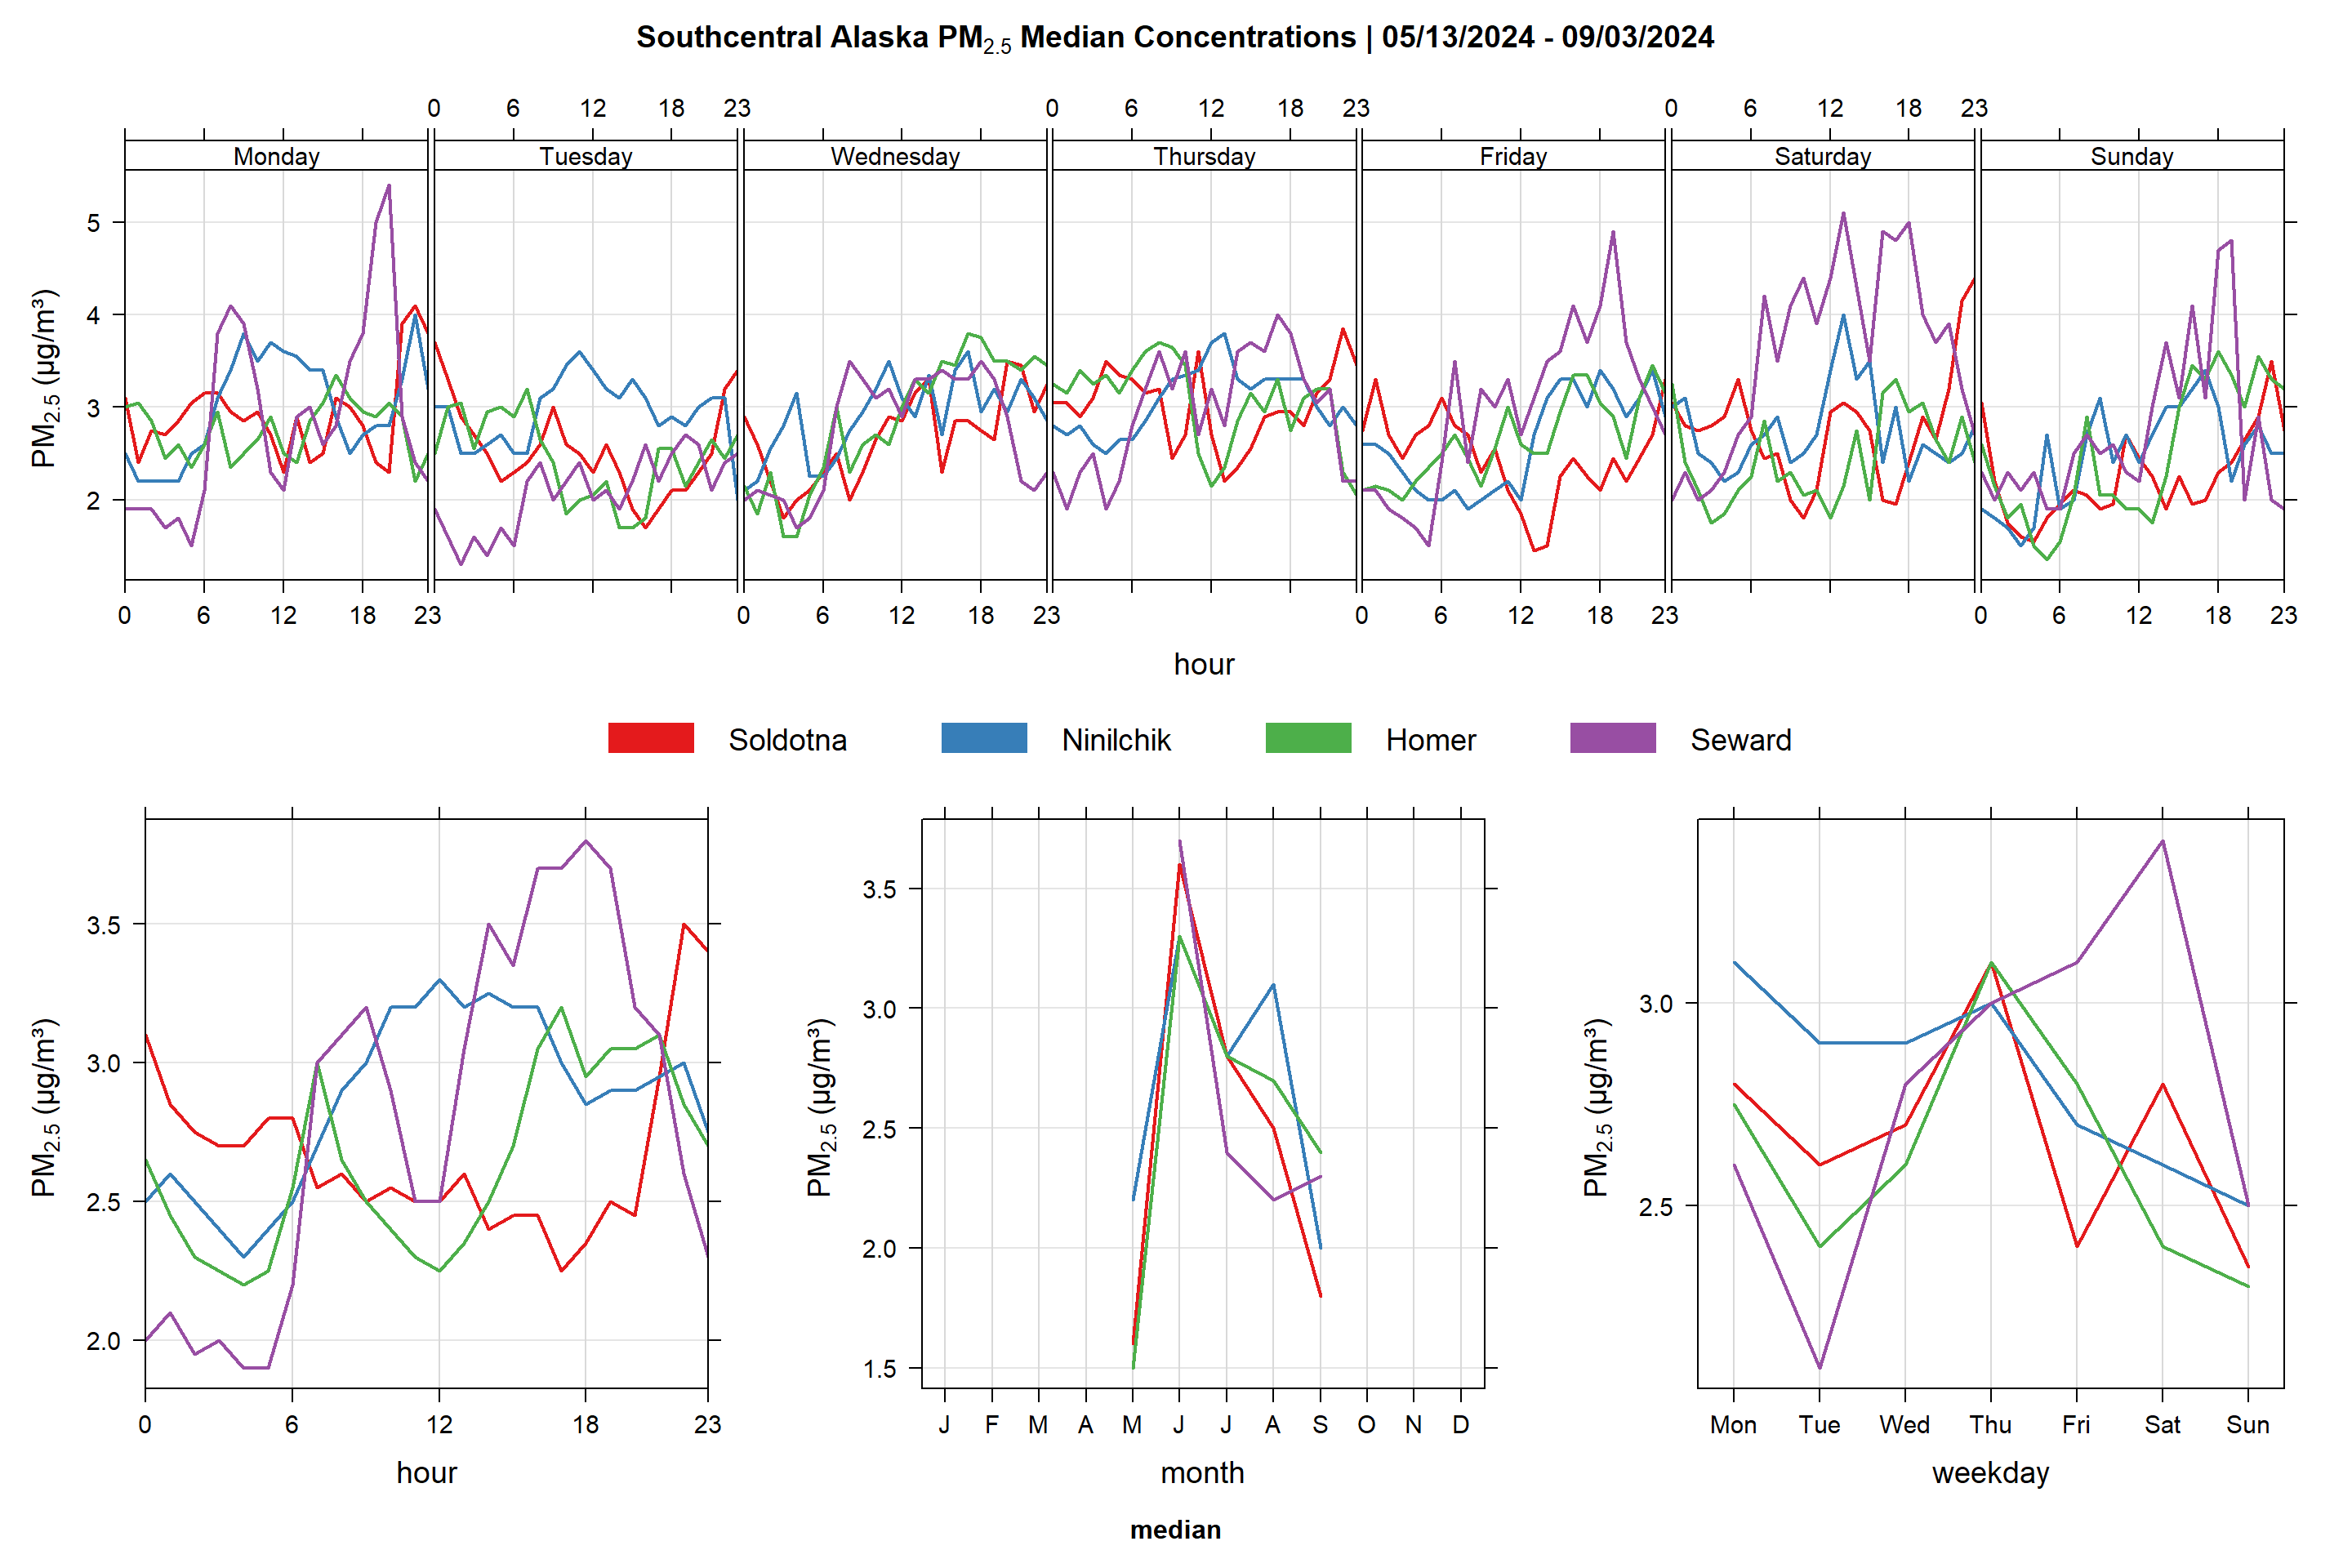 Southcentral Alaska PM2.5 Median Concentrations | 05/13/2024 - 09/03/2024
0 6 12 18 23 0 6 12 18 23 0 6 12 18 23
Monday Tuesday Wednesday Thursday Friday Saturday Sunday
5
4
3
2
PM2.5 (µg/m³)
0 6 12 18 23 0 6 12 18 23 0 6 12 18 23 0 6 12 18 23
hour
Soldotna Ninilchik Homer Seward
3.5
3.0
2.5
2.0
PM2.5 (µg/m³)
0 6 12 18 23
hour
3.5
3.0
2.5
2.0
1.5
PM2.5 (µg/m³)
J F M A M J J A S O N D
month
3.0
2.5
PM2.5 (µg/m³)
Mon Tue Wed Thu Fri Sat Sun
weekday
median